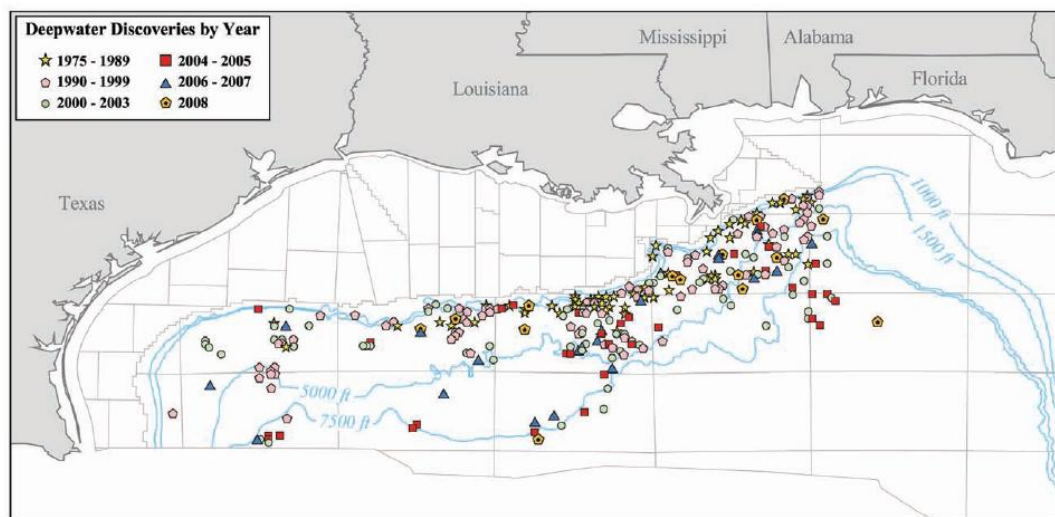 Deepwater Discoveries by Year
1975 - 1989
2004 - 2005
1990 - 1999
2006 - 2007
2000 - 2003
2008
Mississippi
Alabama
Louisiana
Florida
Texas
1000 ft
1500 ft
5000 ft
7500 ft